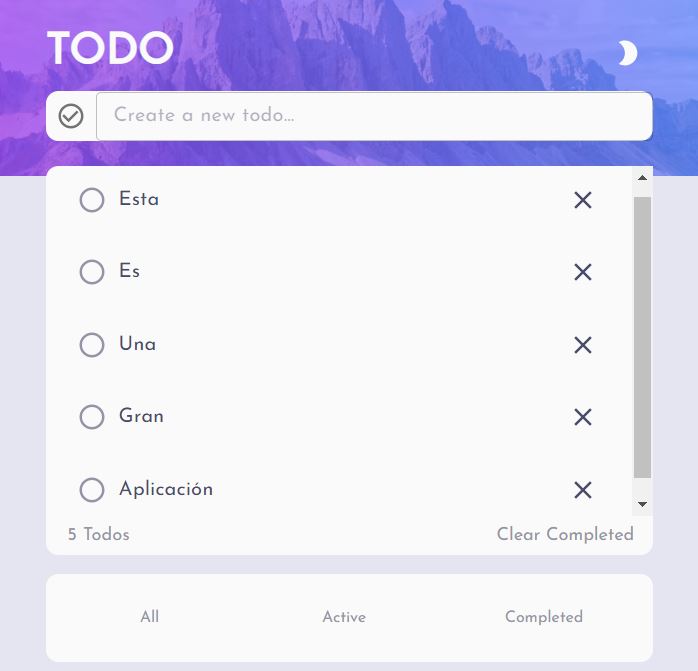 TODO
Create a new todo...
Esta
Es
Una
Gran
Aplicación
5 Todos Clear Completed
All Active Completed